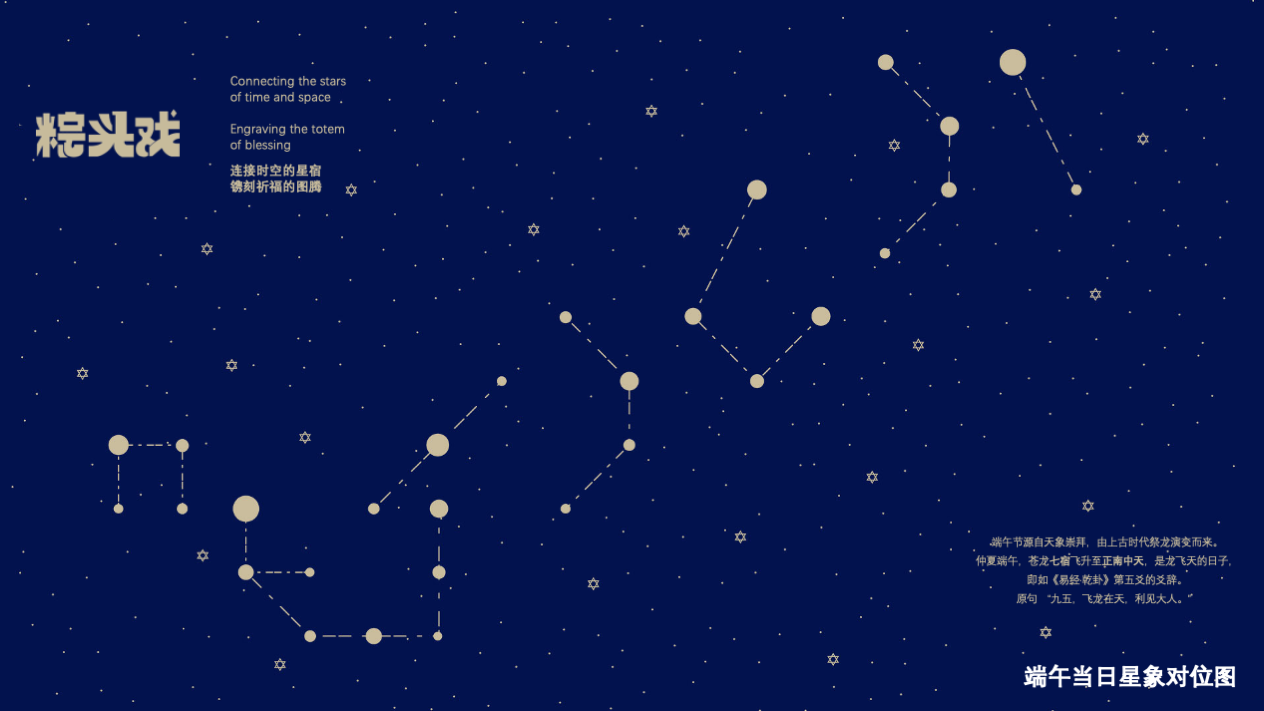 粽头戏
Connecting the stars
of time and space
Engraving the totem
of blessing
连接时空的星宿
镌刻祈福的图腾
端午节源自天象崇拜，由上古时代祭龙演变而来。
仲夏端午，苍龙七宿飞升至正南中天，是龙飞天的日子，
即如《易经·乾卦》第五爻的爻辞。
原句 “九五，飞龙在天，利见大人。”
端午当日星象对位图